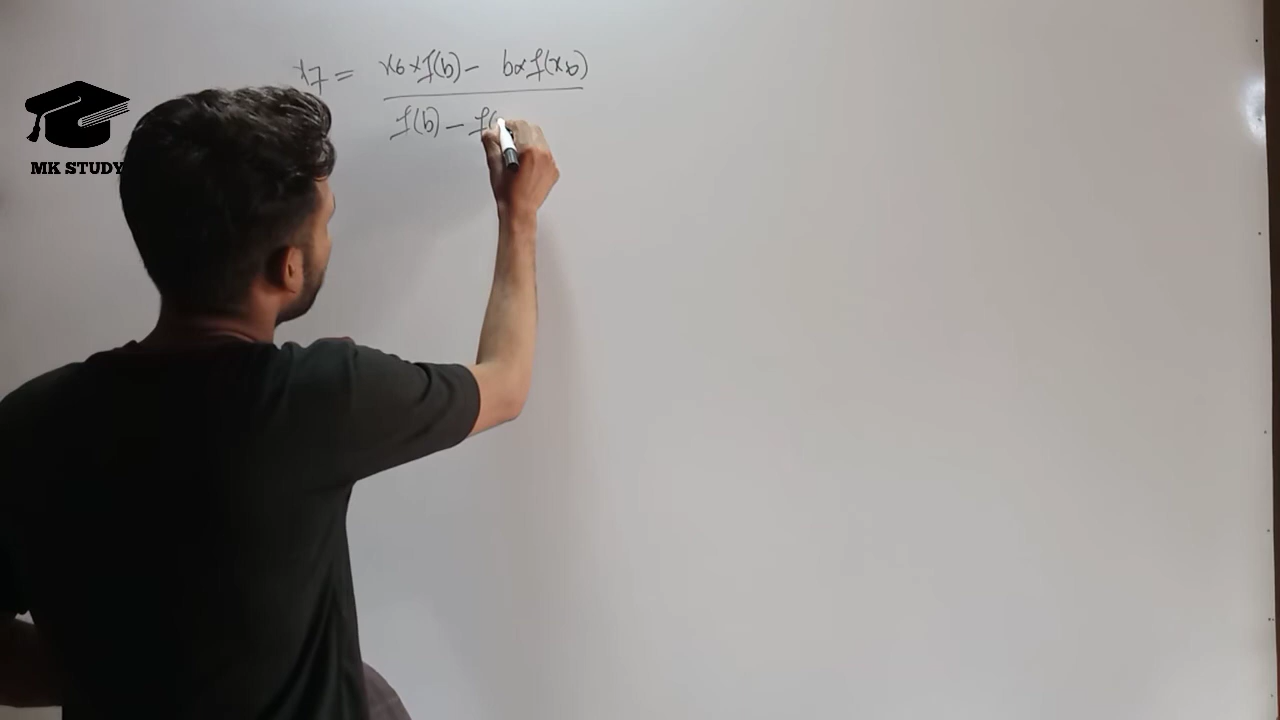 x7 = x6 × f(b) - b × f(x6)
f(b) - f(
MK STUDY